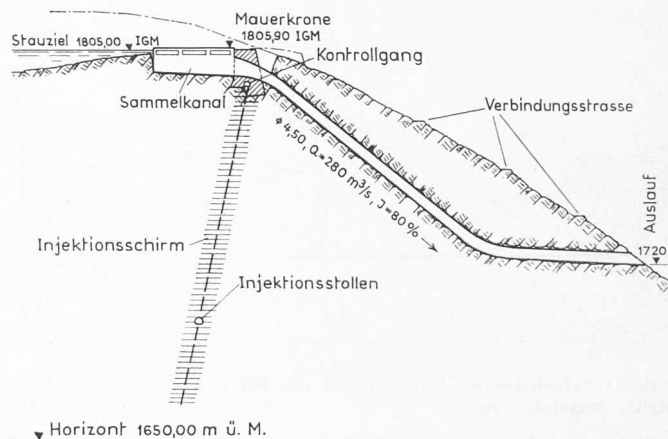 Mauerkrone
Stauziel 1805,00 IGM
1805,90 IGM
Kontrollgang
Sammelkanal
Verbindungsstrasse
ϕ 4,50, Q=280 m³/s, J=80%
Auslauf
1720
Injektionsschirm
Injektionsstollen
Horizont 1650,00 m ü. M.